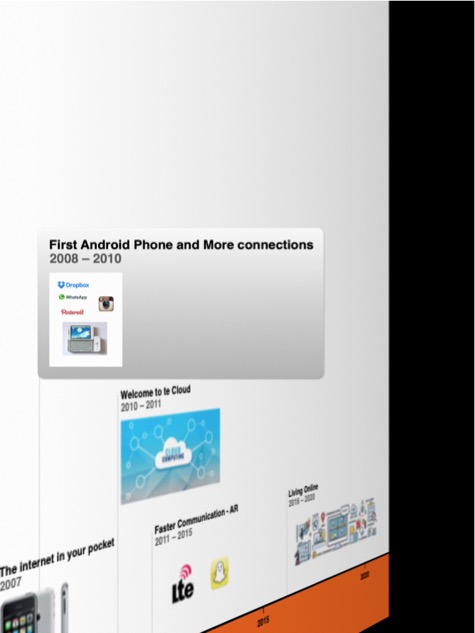 First Android Phone and More connections
2008 – 2010
Dropbox
WhatsApp
Pinterest
Welcome to te Cloud
2010 – 2011
CLOUD
COMPUTING
Living Online
2016 – 2020
Faster Communication - AR
2011 – 2015
The internet in your pocket
2007
Lte
2015
2020